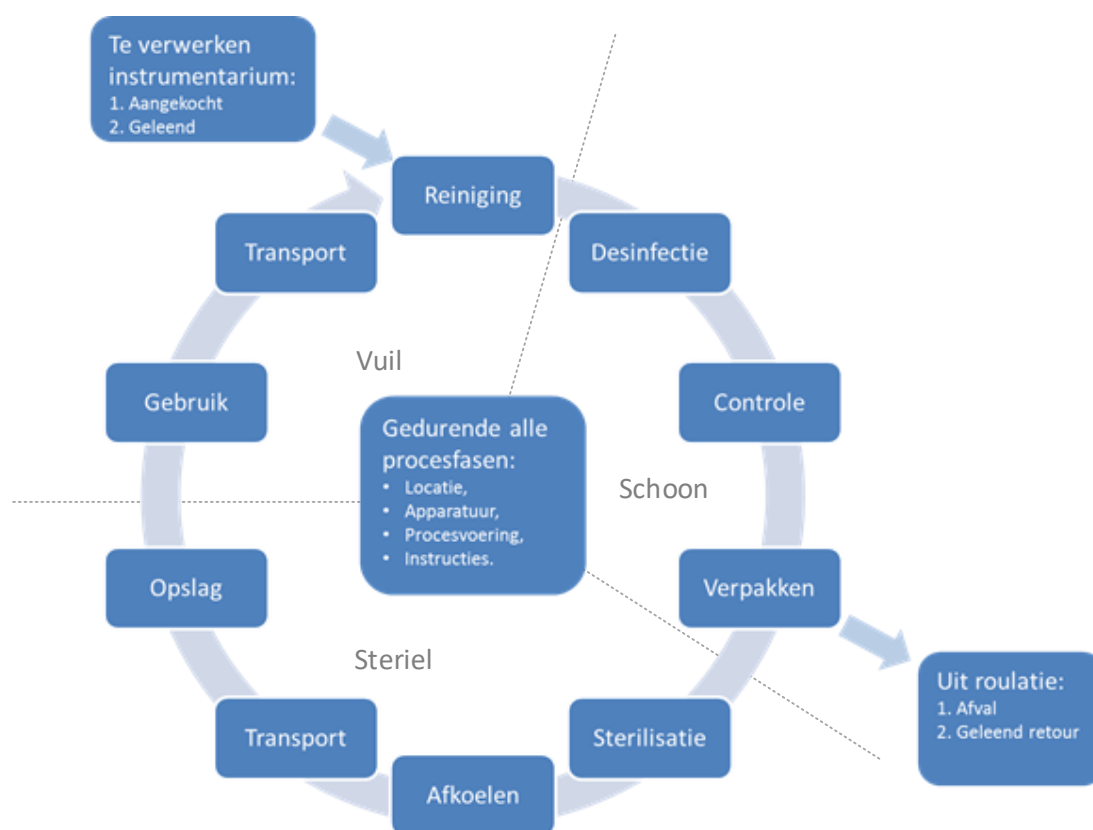 Te verwerken
instrumentarium:
1. Aangekocht
2. Geleend
Reiniging
Transport
Desinfectie
Vuil
Gebruik
Controle
Gedurende alle
procesfasen:
• Locatie,
• Apparatuur,
• Procesvoering,
• Instructies.
Schoon
Opslag
Verpakken
Steriel
Uit roulatie:
1. Afval
2. Geleend retour
Transport
Sterilisatie
Afkoelen